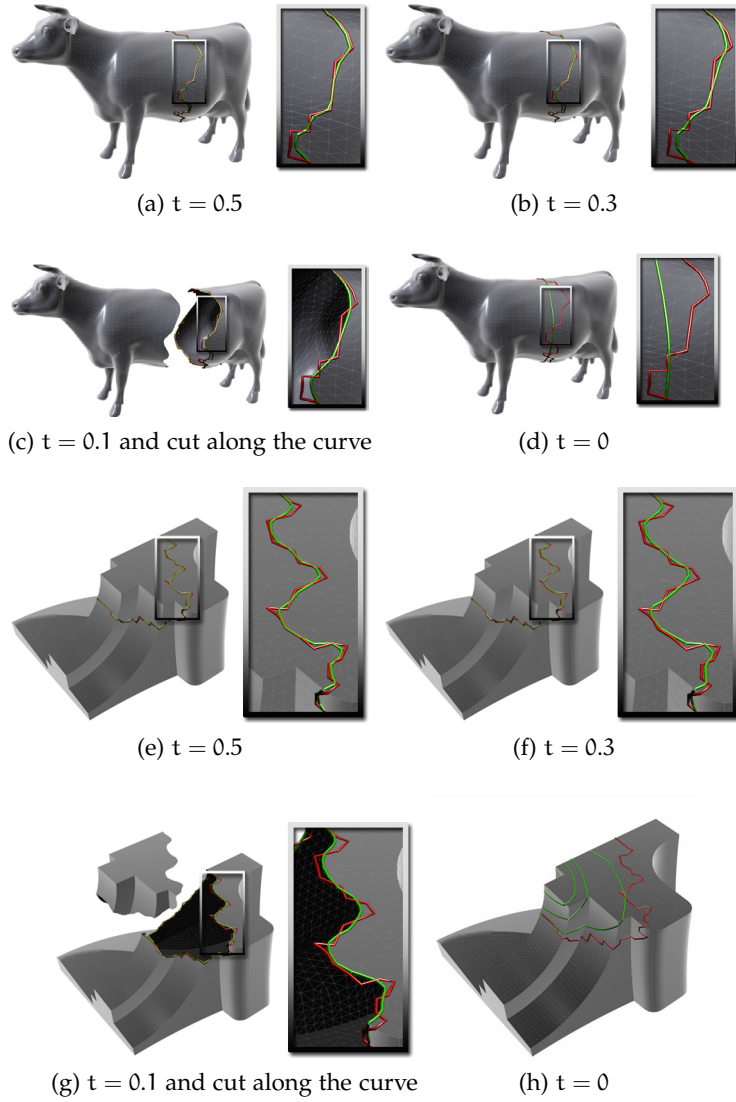 (a) t = 0.5
(b) t = 0.3
(c) t = 0.1 and cut along the curve
(d) t = 0
(e) t = 0.5
(f) t = 0.3
(g) t = 0.1 and cut along the curve
(h) t = 0